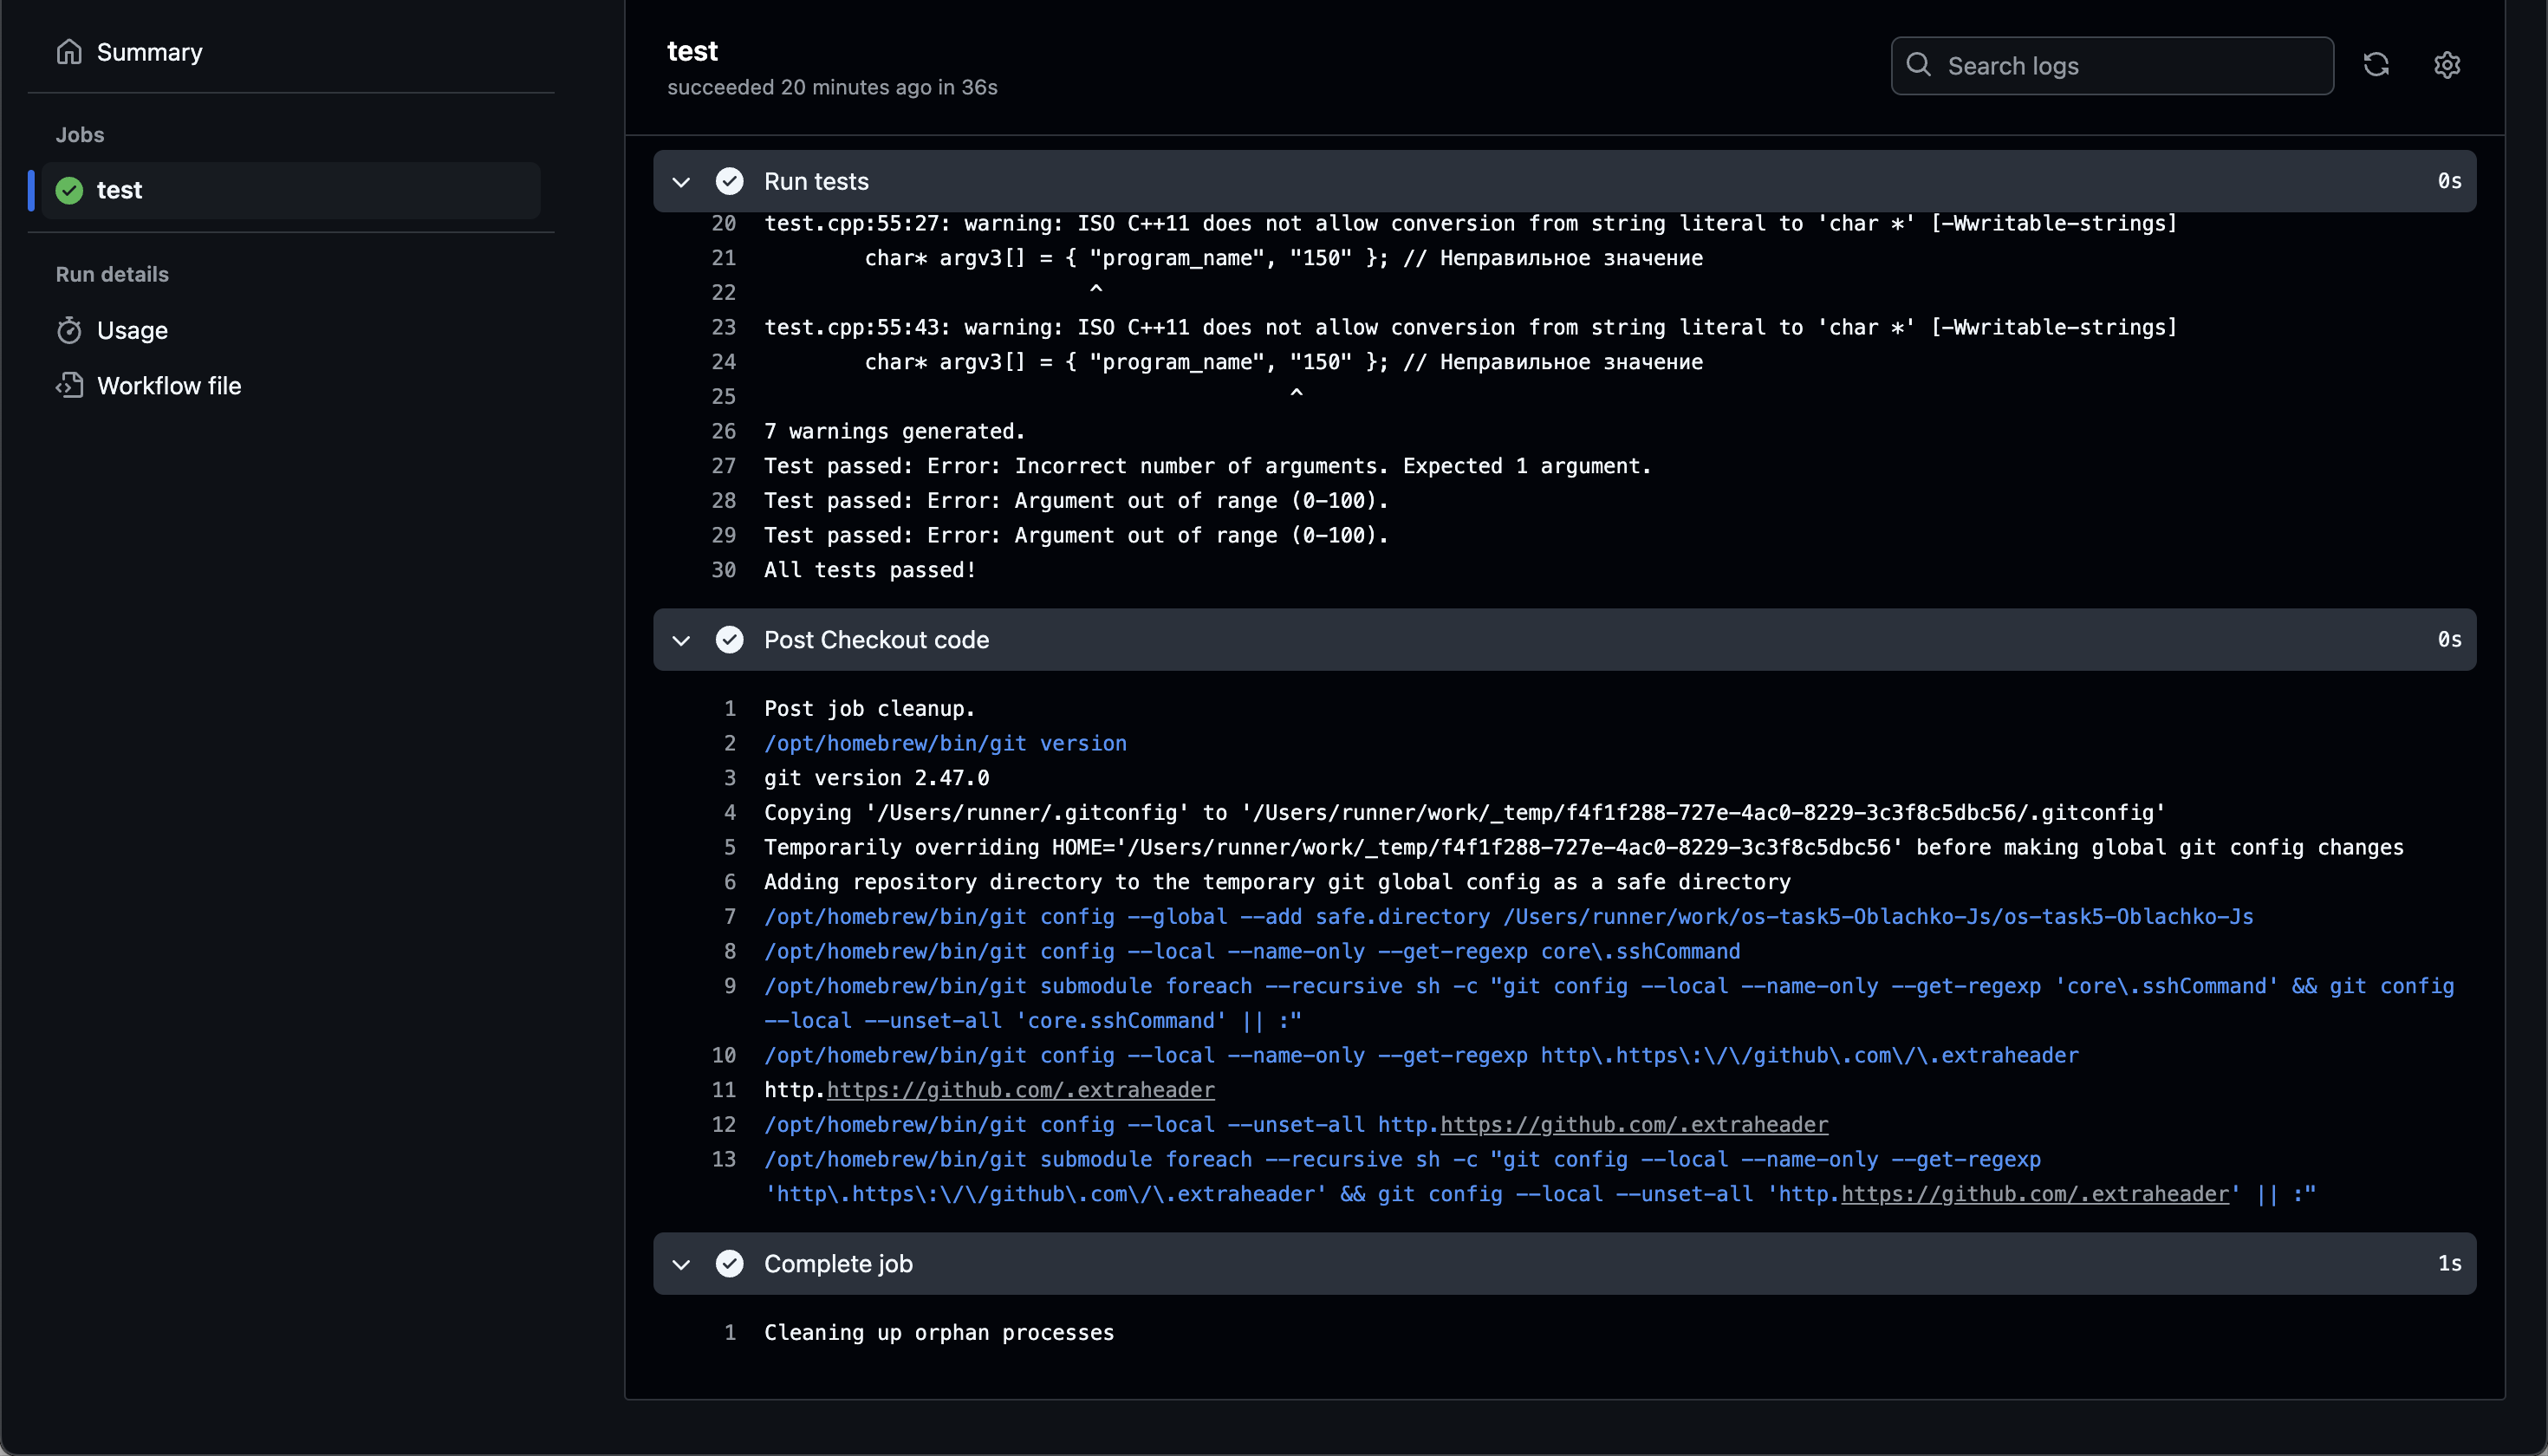 Summary
Jobs
test
Run details
Usage
Workflow file
test
succeeded 20 minutes ago in 36s
Search logs
Run tests 0s
20 test.cpp:55:27: warning: ISO C++11 does not allow conversion from string literal to 'char *' [-Wwritable-strings]
21 char* argv3[] = { "program_name", "150" }; // Неправильное значение
22 ^
23 test.cpp:55:43: warning: ISO C++11 does not allow conversion from string literal to 'char *' [-Wwritable-strings]
24 char* argv3[] = { "program_name", "150" }; // Неправильное значение
25 ^
26 7 warnings generated.
27 Test passed: Error: Incorrect number of arguments. Expected 1 argument.
28 Test passed: Error: Argument out of range (0-100).
29 Test passed: Error: Argument out of range (0-100).
30 All tests passed!
Post Checkout code 0s
1 Post job cleanup.
2 /opt/homebrew/bin/git version
3 git version 2.47.0
4 Copying '/Users/runner/.gitconfig' to '/Users/runner/work/_temp/f4f1f288-727e-4ac0-8229-3c3f8c5dbc56/.gitconfig'
5 Temporarily overriding HOME='/Users/runner/work/_temp/f4f1f288-727e-4ac0-8229-3c3f8c5dbc56' before making global git config changes
6 Adding repository directory to the temporary git global config as a safe directory
7 /opt/homebrew/bin/git config --global --add safe.directory /Users/runner/work/os-task5-Oblachko-Js/os-task5-Oblachko-Js
8 /opt/homebrew/bin/git config --local --name-only --get-regexp core\.sshCommand
9 /opt/homebrew/bin/git submodule foreach --recursive sh -c "git config --local --name-only --get-regexp 'core\.sshCommand' && git config
--local --unset-all 'core.sshCommand' || :"
10 /opt/homebrew/bin/git config --local --name-only --get-regexp http\.https\:\/\/github\.com\/\.extraheader
11 http.https://github.com/.extraheader
12 /opt/homebrew/bin/git config --local --unset-all http.https://github.com/.extraheader
13 /opt/homebrew/bin/git submodule foreach --recursive sh -c "git config --local --name-only --get-regexp
'http\.https\:\/\/github\.com\/\.extraheader' && git config --local --unset-all 'http.https://github.com/.extraheader' || :"
Complete job 1s
1 Cleaning up orphan processes